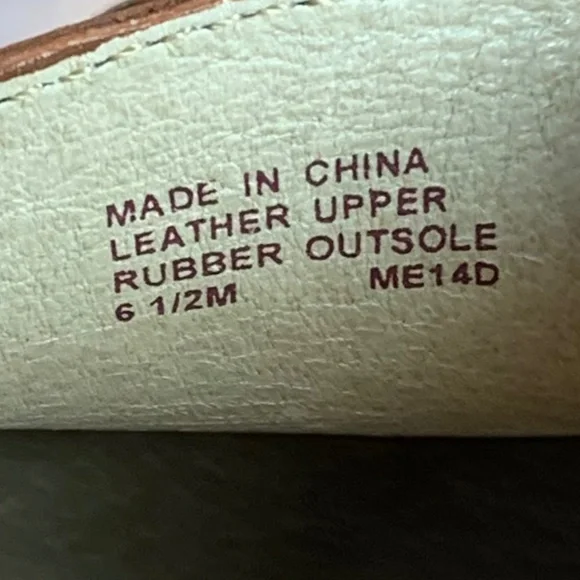 MADE IN CHINA
LEATHER UPPER
RUBBER OUTSOLE
6 1/2M ME14D